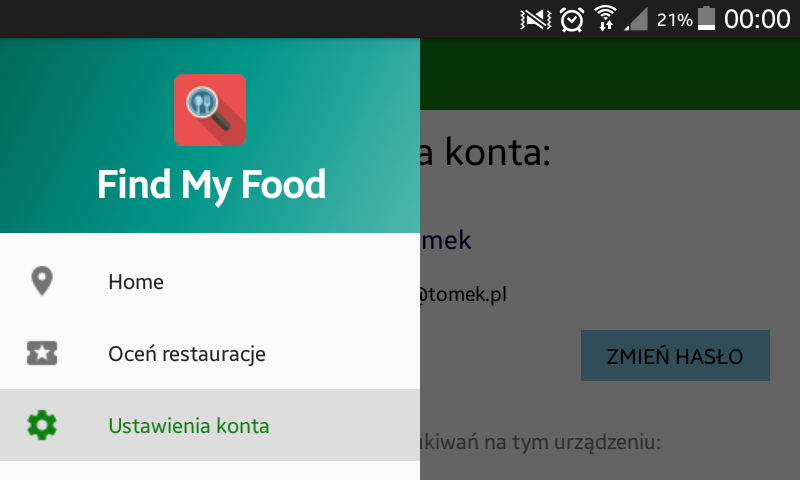 21% 00:00
Find My Food
a konta:
mek
@tomek.pl
Home
Oceń restauracje
ZMIEŃ HASŁO
Ustawienia konta
ukiwań na tym urządzeniu: